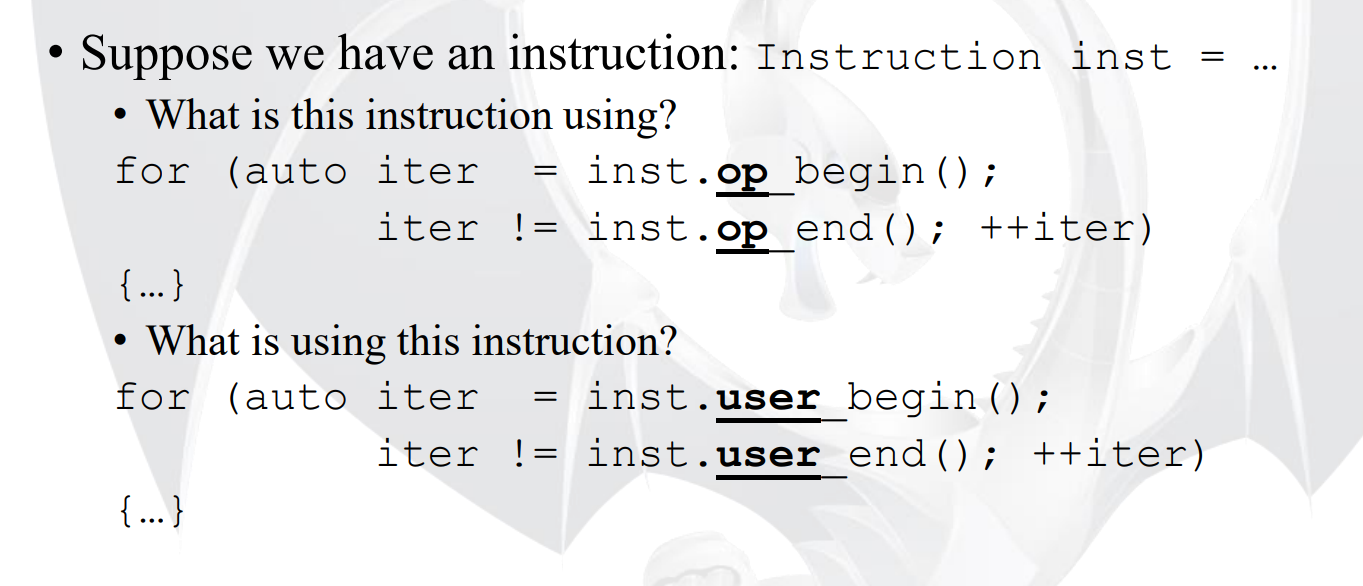 • Suppose we have an instruction: Instruction inst = …
• What is this instruction using?
for (auto iter = inst.op_begin();
iter != inst.op_end(); ++iter)
{…}
• What is using this instruction?
for (auto iter = inst.user_begin();
iter != inst.user_end(); ++iter)
{…}